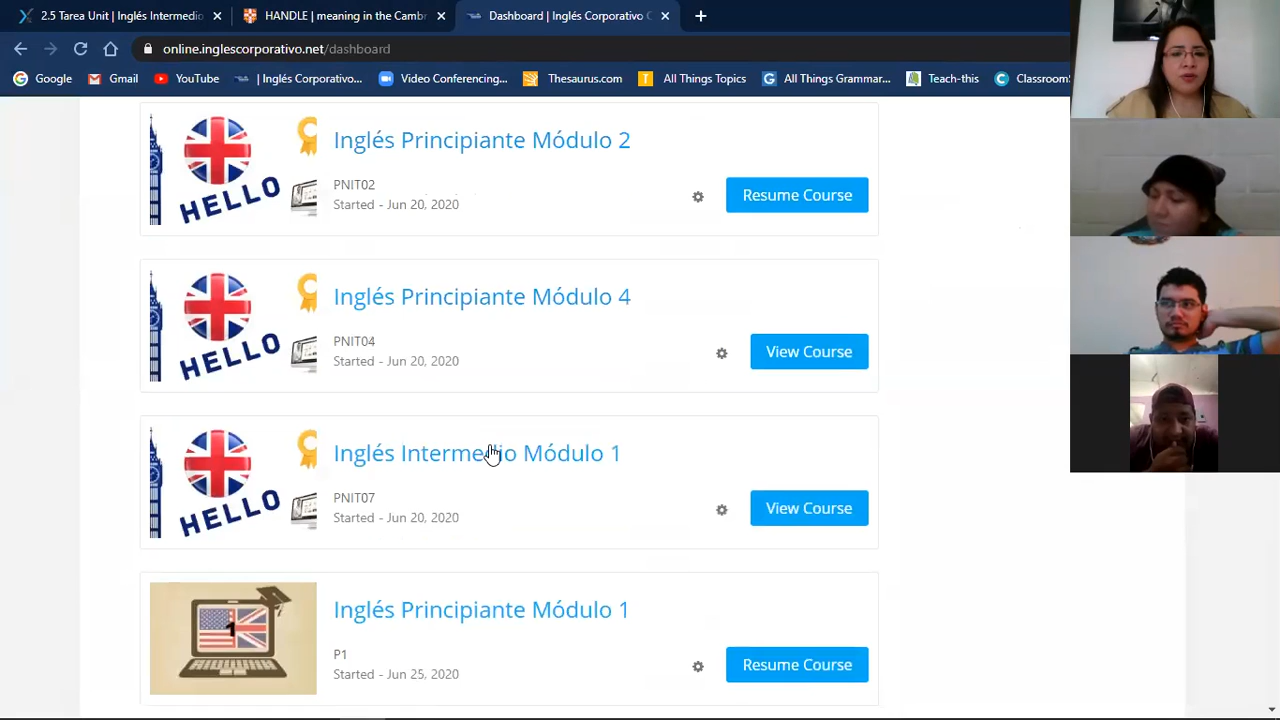 2.5 Tarea Unit | Inglés Intermedio
HANDLE | meaning in the Cambr
Dashboard | Inglés Corporativo C
online.inglescorporativo.net/dashboard
Google
Gmail
YouTube
| Inglés Corporativo...
Video Conferencing...
Thesaurus.com
All Things Topics
All Things Grammar...
Teach-this
ClassroomS
HELLO
Inglés Principiante Módulo 2
PNIT02
Started - Jun 20, 2020
Resume Course
HELLO
Inglés Principiante Módulo 4
PNIT04
Started - Jun 20, 2020
View Course
HELLO
Inglés Intermedio Módulo 1
PNIT07
Started - Jun 20, 2020
View Course
1
Inglés Principiante Módulo 1
P1
Started - Jun 25, 2020
Resume Course